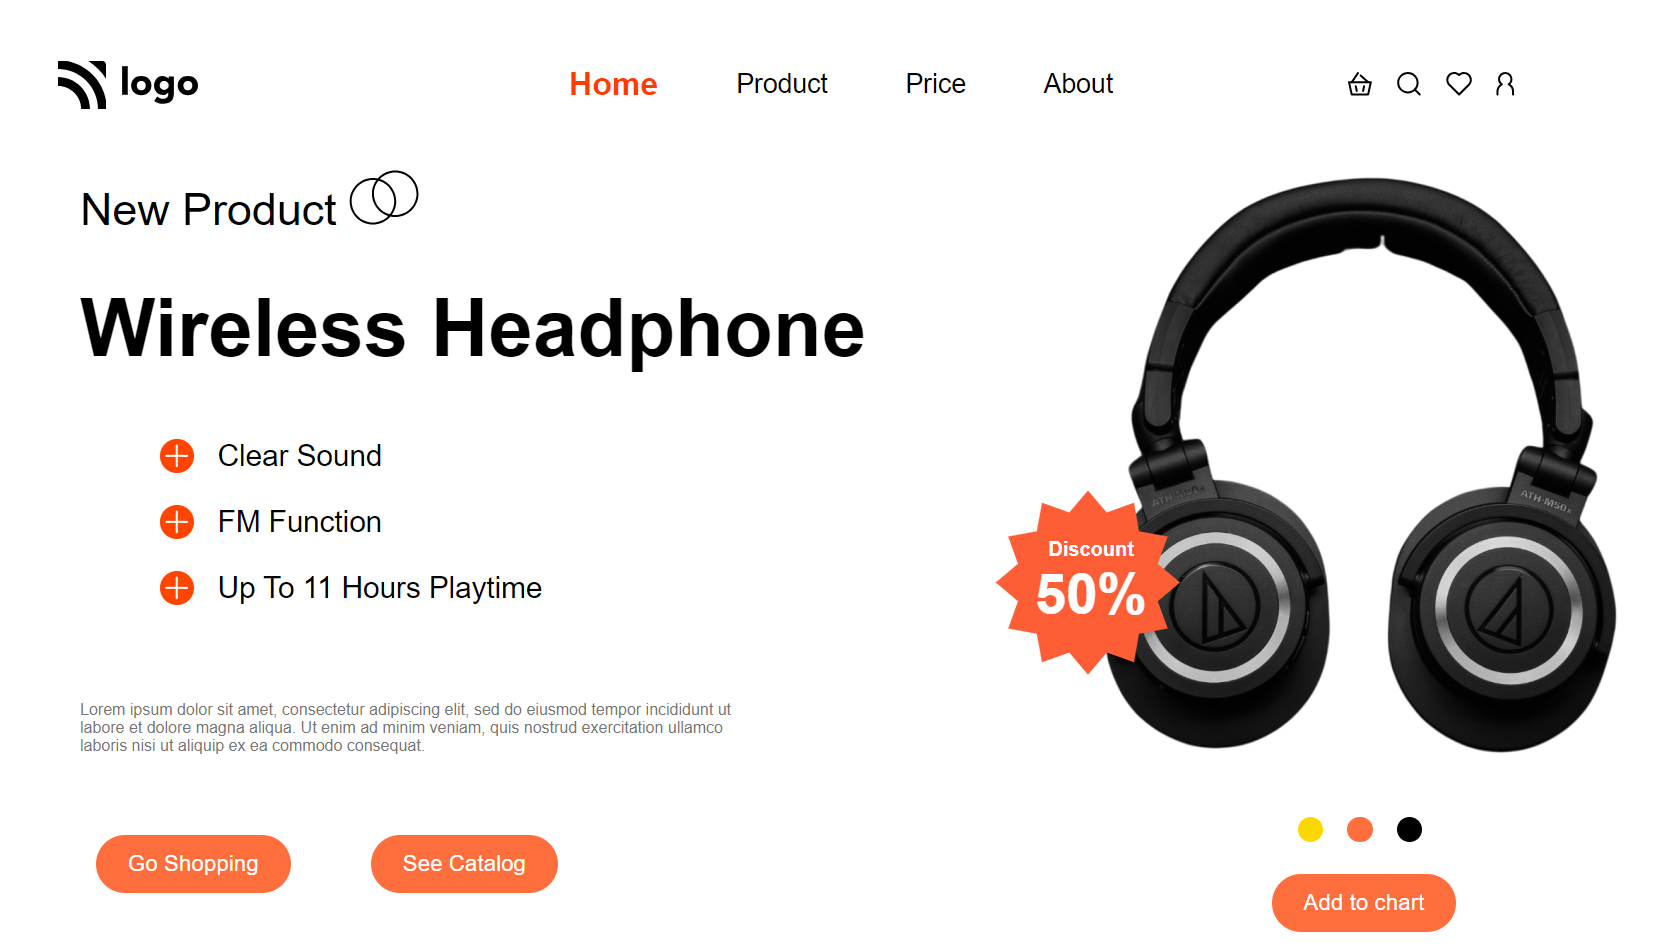 logo
Home
Product
Price
About
New Product
Wireless Headphone
Clear Sound
FM Function
Up To 11 Hours Playtime
Lorem ipsum dolor sit amet, consectetur adipiscing elit, sed do eiusmod tempor incididunt ut
labore et dolore magna aliqua. Ut enim ad minim veniam, quis nostrud exercitation ullamco
laboris nisi ut aliquip ex ea commodo consequat.
Go Shopping
See Catalog
ATH-M50x
ATH-M50x
Discount
50%
Add to chart